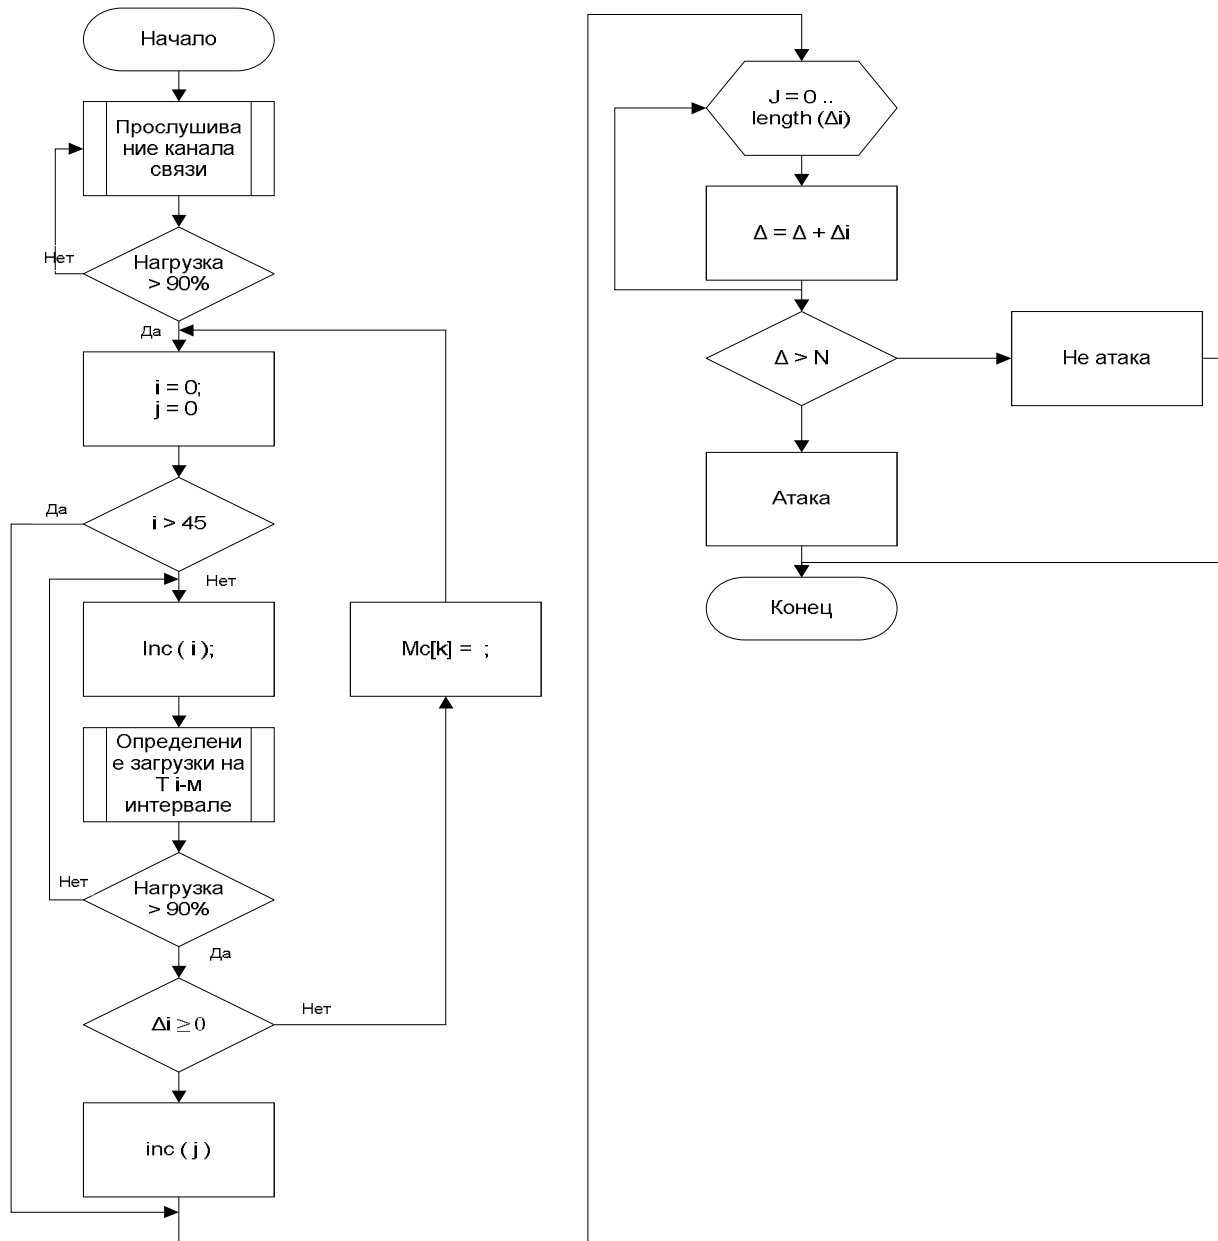 Начало
Прослушива
ние канала
связи
Нет
Нагрузка
> 90%
Да
i = 0;
j = 0
Да
i > 45
Нет
Inc ( i );
Mc[k] = ;
Определени
е загрузки на
T i-м
интервале
Нет
Нагрузка
> 90%
Да
Δi ≥ 0
Нет
inc ( j )
J = 0 ..
length (Δi)
Δ = Δ + Δi
Δ > N
Не атака
Атака
Конец